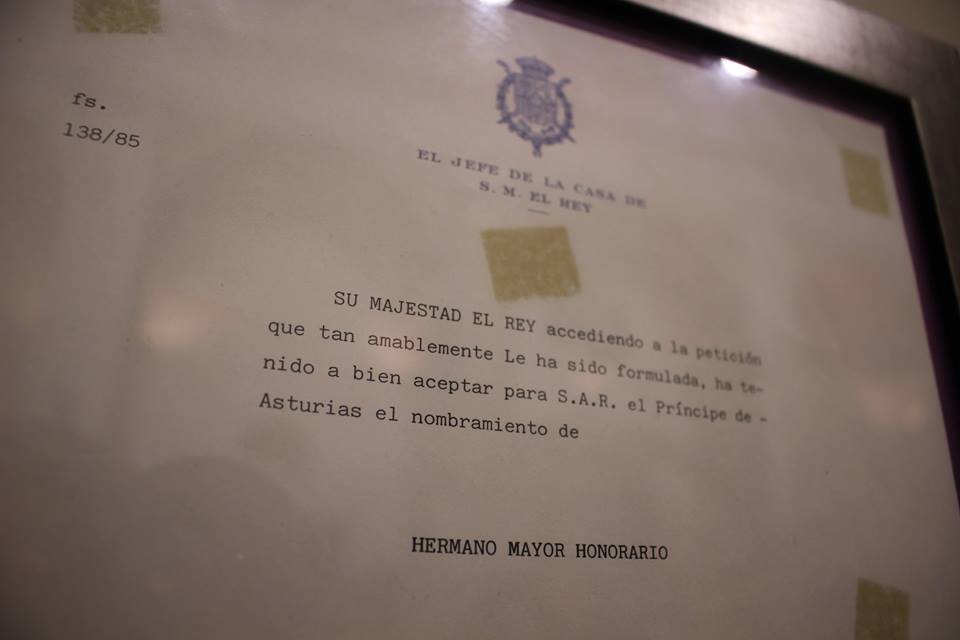 fs.
138/85
EL JEFE DE LA CASA DE
S. M. EL REY
SU MAJESTAD EL REY accediendo a la petición
que tan amablemente Le ha sido formulada, ha te-
nido a bien aceptar para S.A.R. el Príncipe de -
Asturias el nombramiento de
HERMANO MAYOR HONORARIO